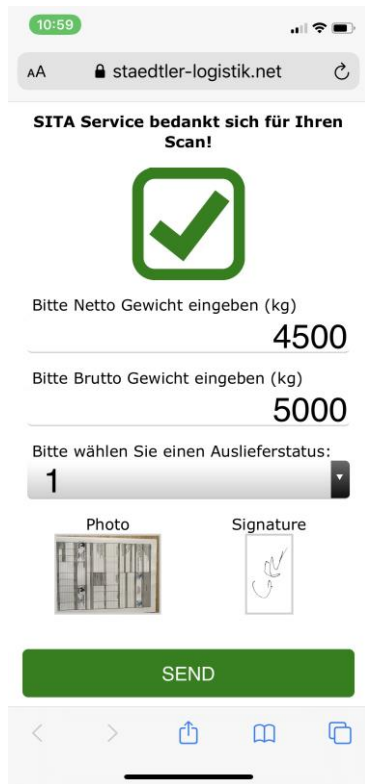 10:59
AA staedtler-logistik.net
SITA Service bedankt sich für Ihren
Scan!
Bitte Netto Gewicht eingeben (kg)
4500
Bitte Brutto Gewicht eingeben (kg)
5000
Bitte wählen Sie einen Auslieferstatus:
1
Photo Signature
SEND